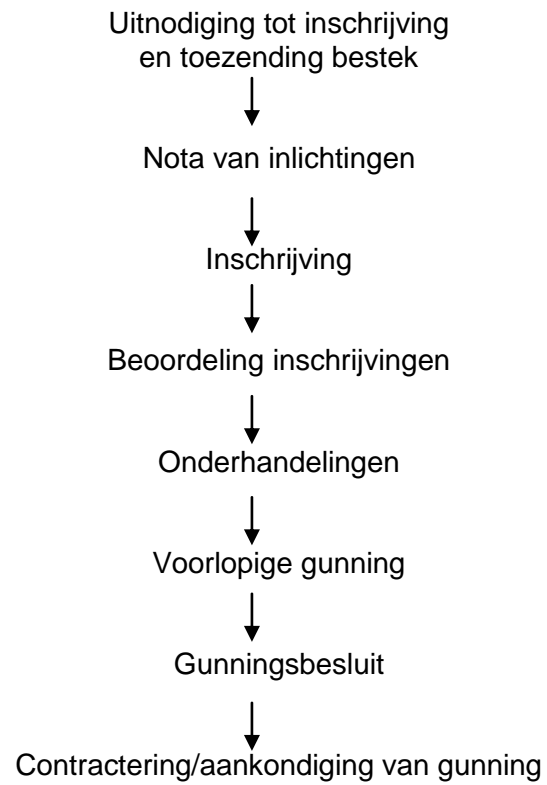 Uitnodiging tot inschrijving
en toezending bestek
Nota van inlichtingen
Inschrijving
Beoordeling inschrijvingen
Onderhandelingen
Voorlopige gunning
Gunningsbesluit
Contractering/aankondiging van gunning